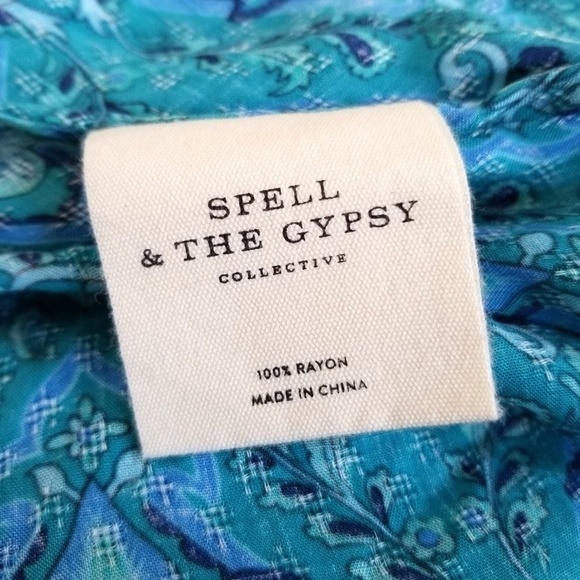 SPELL
& THE GYPSY
COLLECTIVE
100% RAYON
MADE IN CHINA